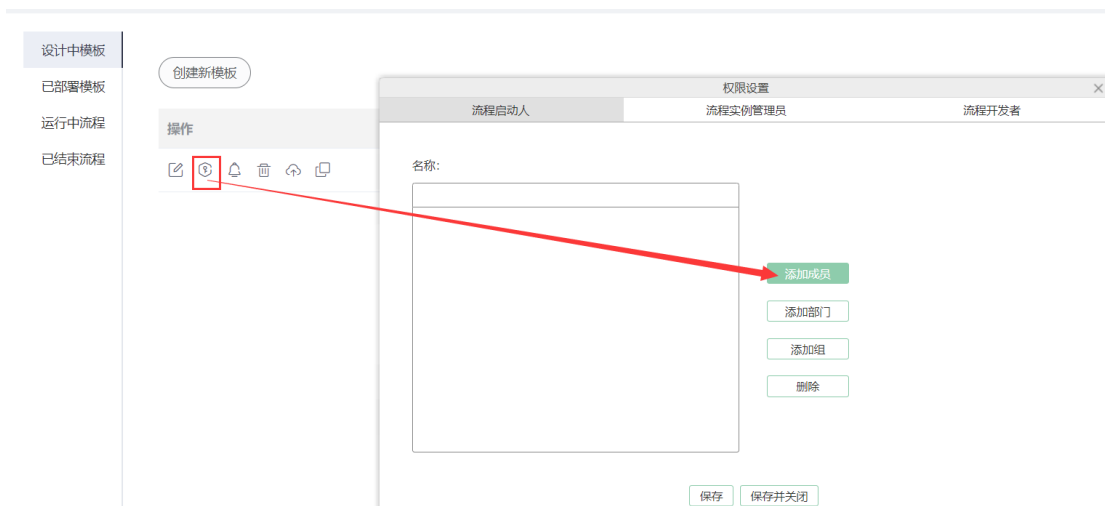 设计中模板
已部署模板
运行中流程
已结束流程
创建新模板
操作
权限设置
流程启动人 流程实例管理员 流程开发者
名称:
添加成员
添加部门
添加组
删除
保存 保存并关闭